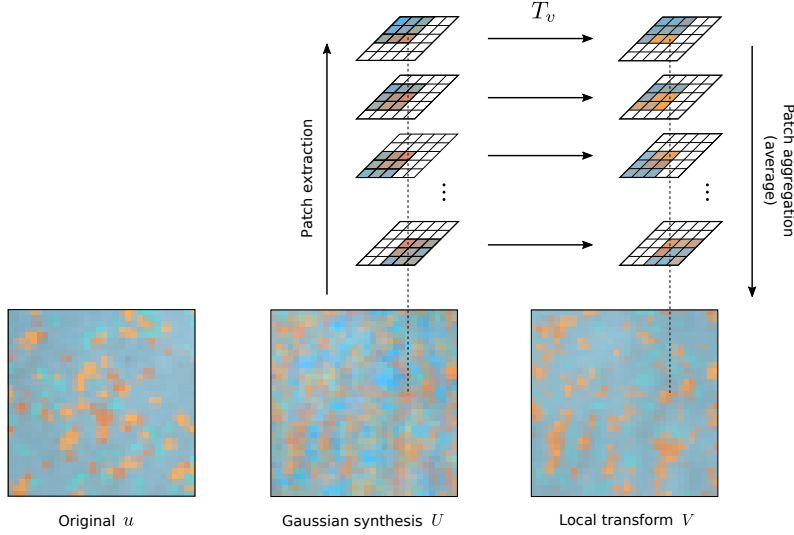 T_v
Patch extraction
Patch aggregation
(average)
Original u
Gaussian synthesis U
Local transform V